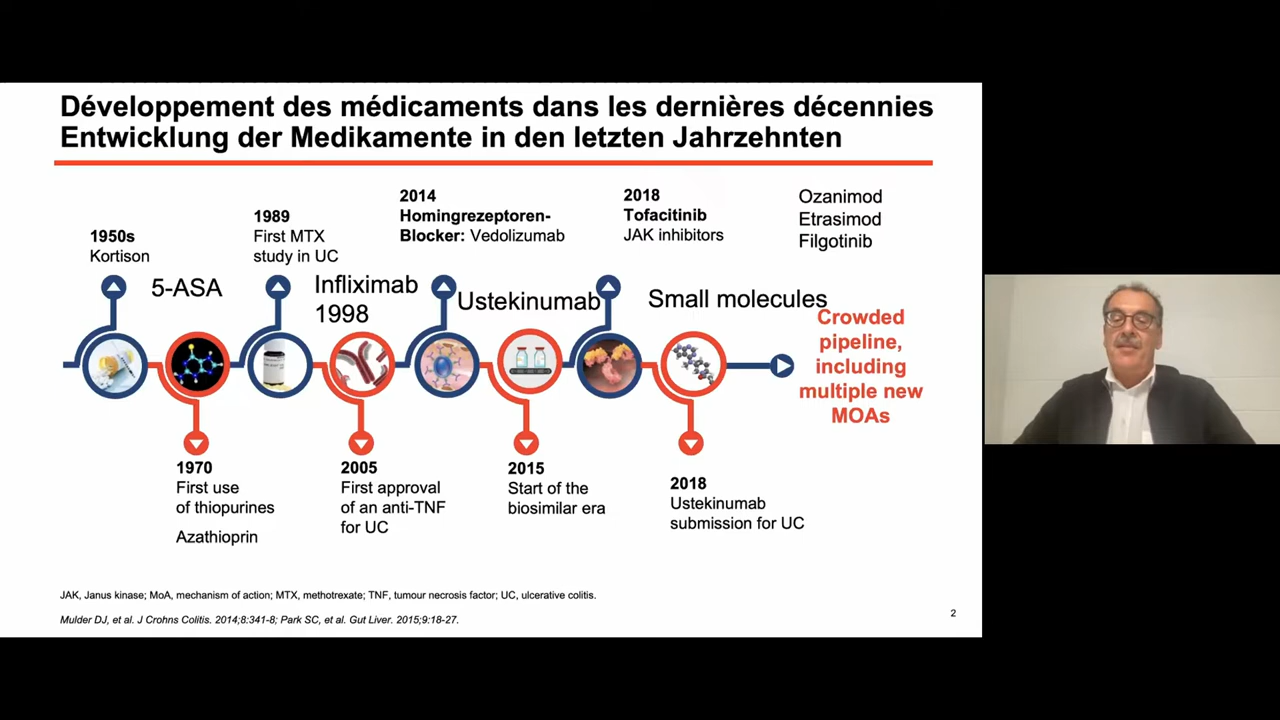 Développement des médicaments dans les dernières décennies
Entwicklung der Medikamente in den letzten Jahrzehnten
1950s
Kortison
5-ASA
1989
First MTX
study in UC
Infliximab
1998
2014
Homingrezeptoren-
Blocker: Vedolizumab
Ustekinumab
2018
Tofacitinib
JAK inhibitors
Small molecules
Ozanimod
Etrasimod
Filgotinib
Crowded
pipeline,
including
multiple new
MOAs
1970
First use
of thiopurines
Azathioprin
2005
First approval
of an anti-TNF
for UC
2015
Start of the
biosimilar era
2018
Ustekinumab
submission for UC
JAK, Janus kinase; MoA, mechanism of action; MTX, methotrexate; TNF, tumour necrosis factor; UC, ulcerative colitis.
Mulder DJ, et al. J Crohns Colitis. 2014;8:341-8; Park SC, et al. Gut Liver. 2015;9:18-27.
2